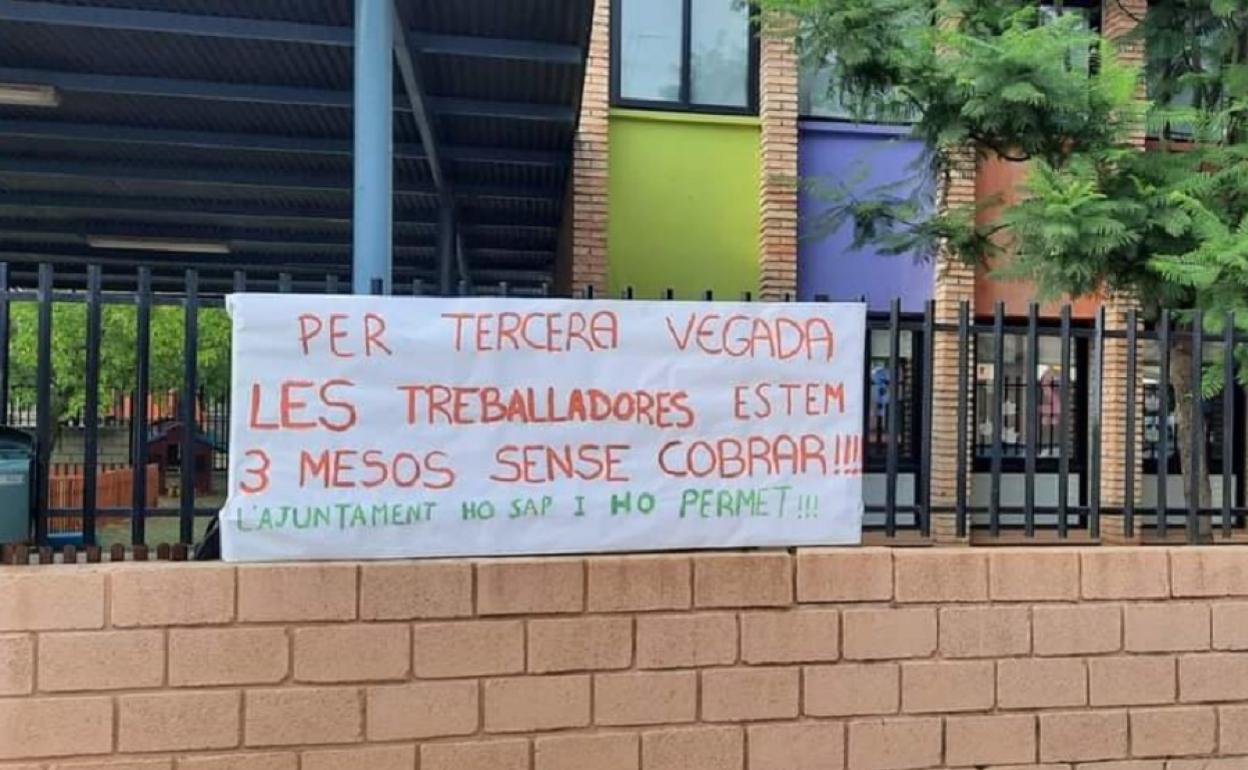 PER TERCERA VEGADA
LES TREBALLADORES ESTEM
3 MESOS SENSE COBRAR!!!
L'AJUNTAMENT HO SAP I HO PERMET!!!